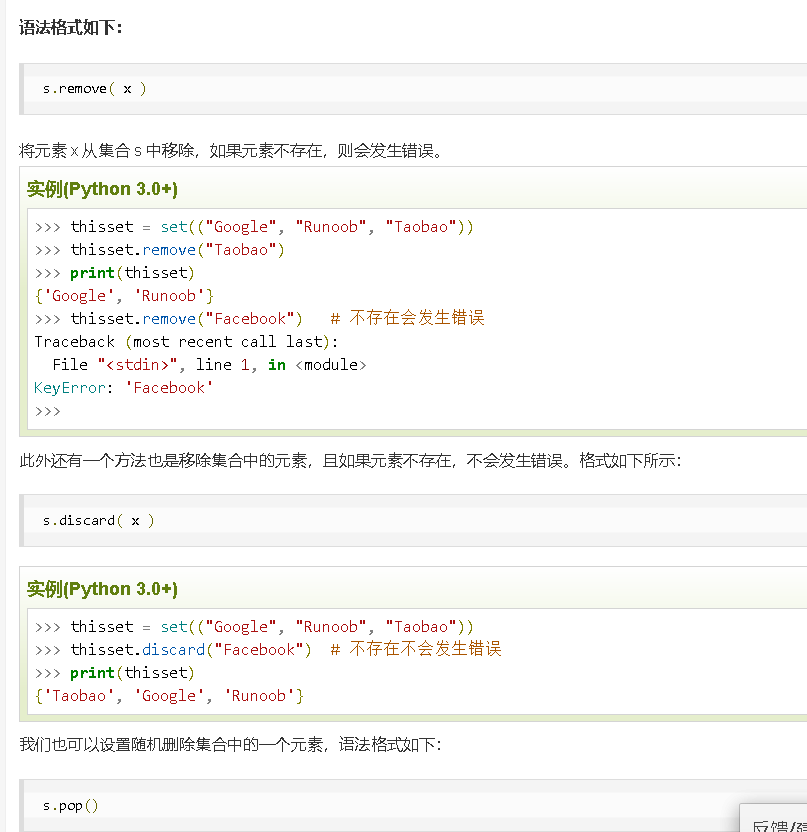 语法格式如下：
s.remove( x )
将元素 x 从集合 s 中移除，如果元素不存在，则会发生错误。
实例(Python 3.0+)
>>> thisset = set(("Google", "Runoob", "Taobao"))
>>> thisset.remove("Taobao")
>>> print(thisset)
{'Google', 'Runoob'}
>>> thisset.remove("Facebook")   # 不存在会发生错误
Traceback (most recent call last):
  File "<stdin>", line 1, in <module>
KeyError: 'Facebook'
>>>
此外还有一个方法也是移除集合中的元素，且如果元素不存在，不会发生错误。格式如下所示：
s.discard( x )
实例(Python 3.0+)
>>> thisset = set(("Google", "Runoob", "Taobao"))
>>> thisset.discard("Facebook")  # 不存在不会发生错误
>>> print(thisset)
{'Taobao', 'Google', 'Runoob'}
我们也可以设置随机删除集合中的一个元素，语法格式如下：
s.pop()
反馈/